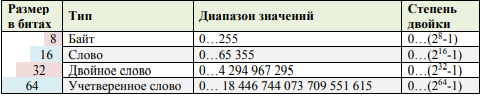 Размер в битах Тип Диапазон значений Степень двойки
8 Байт 0…255 0…(2⁸-1)
16 Слово 0…65 355 0…(2¹⁶-1)
32 Двойное слово 0…4 294 967 295 0…(2³²-1)
64 Учетверенное слово 0… 18 446 744 073 709 551 615 0…(2⁶⁴-1)